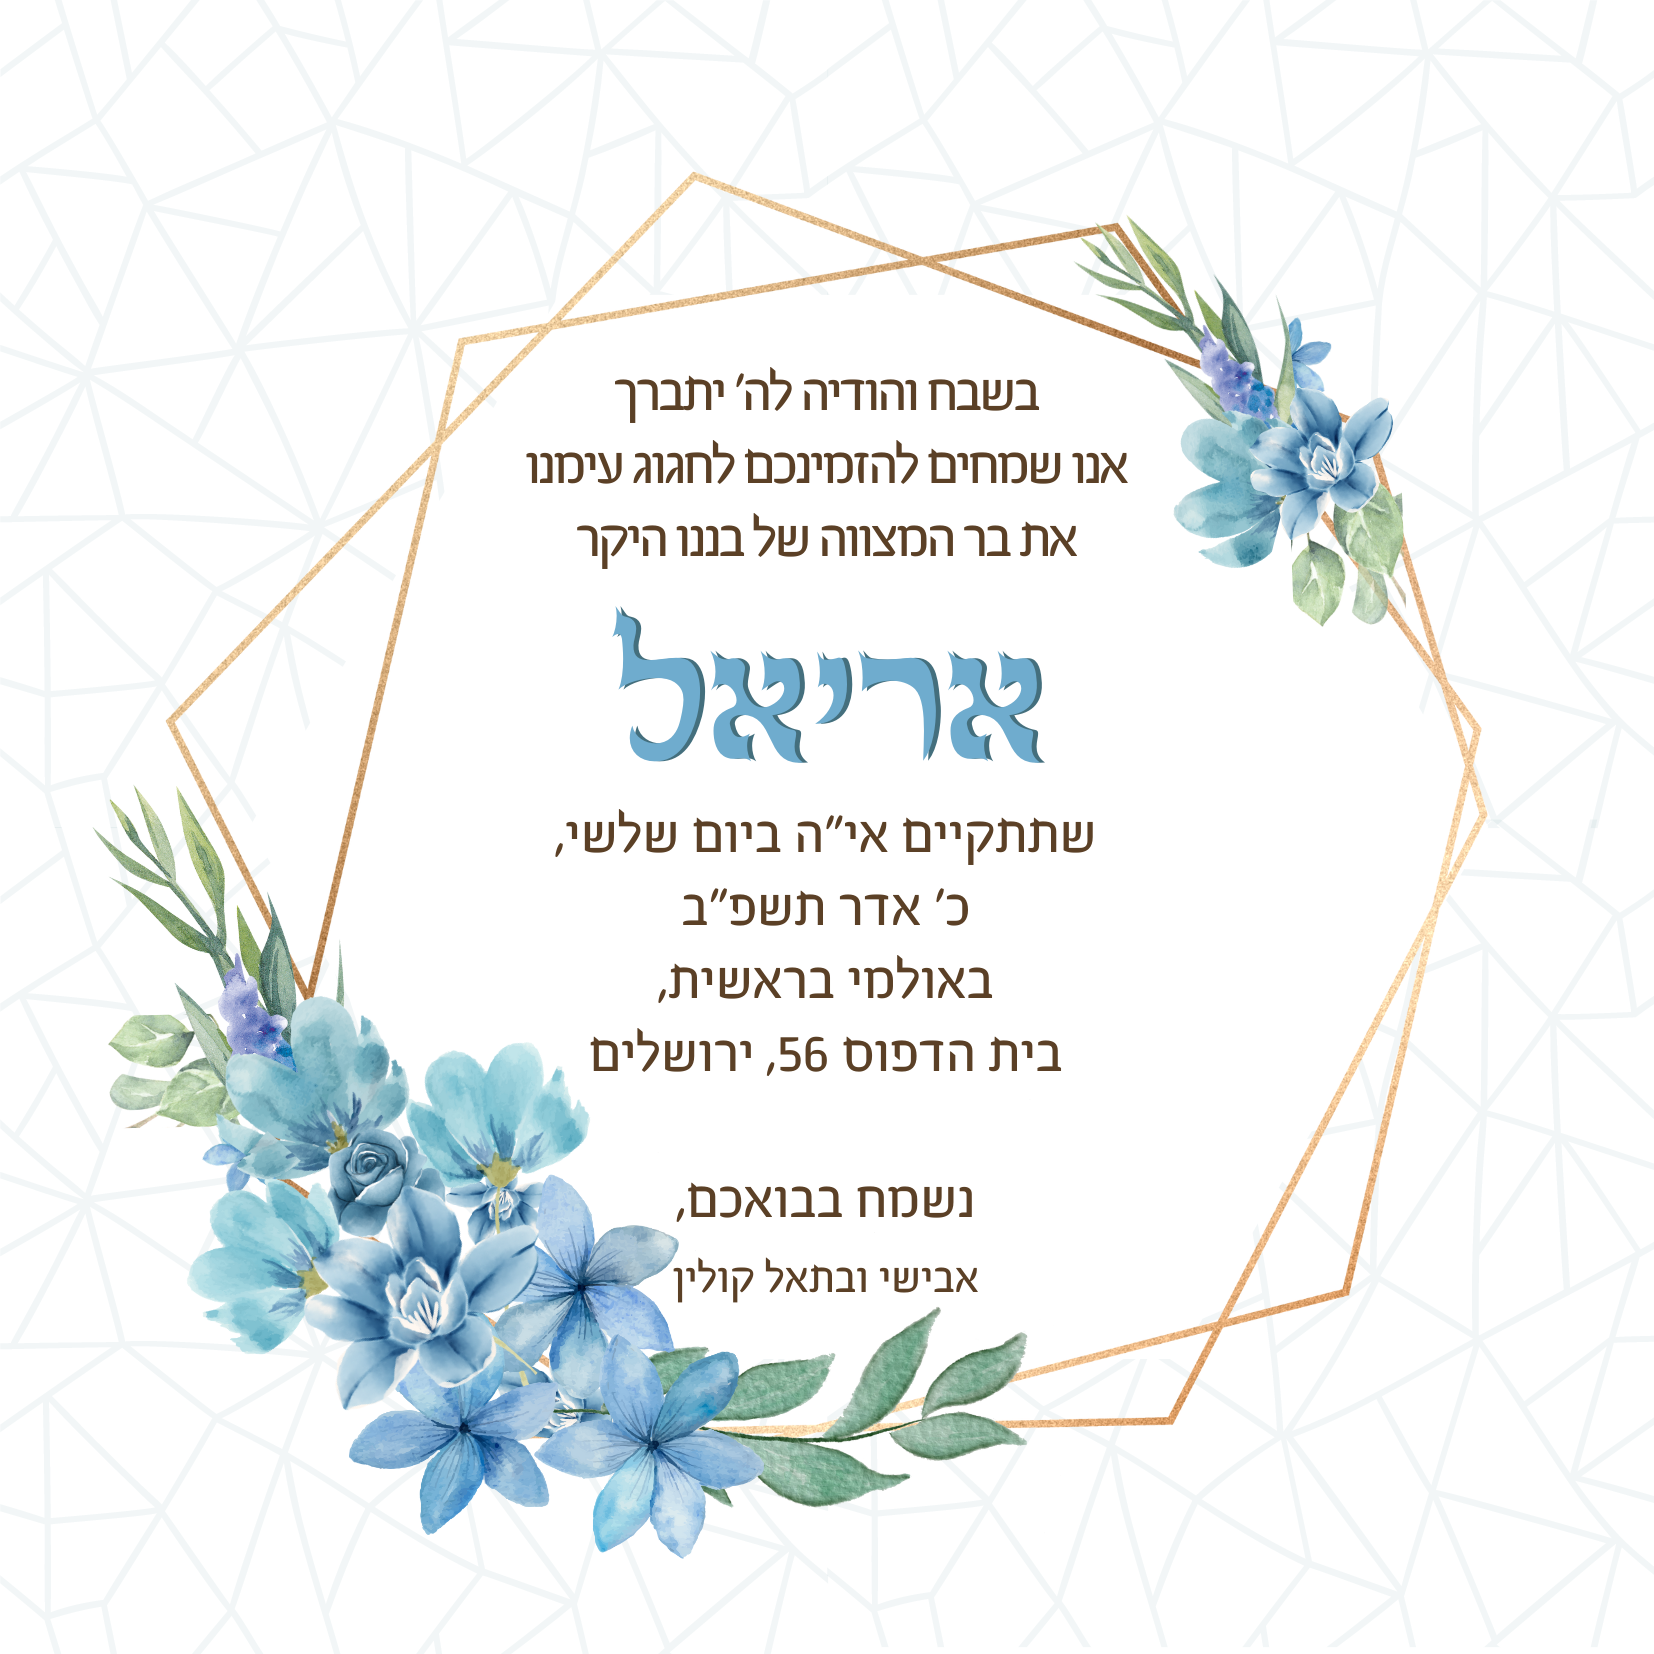 בשבח והודיה לה' יתברך
אנו שמחים להזמינכם לחגוג עימנו
את בר המצווה של בננו היקר
אריאל
שתתקיים אי"ה ביום שלשי,
כ' אדר תשפ"ב
באולמי בראשית,
בית הדפוס 56, ירושלים
נשמח בבואכם,
אבישי ובתאל קולין